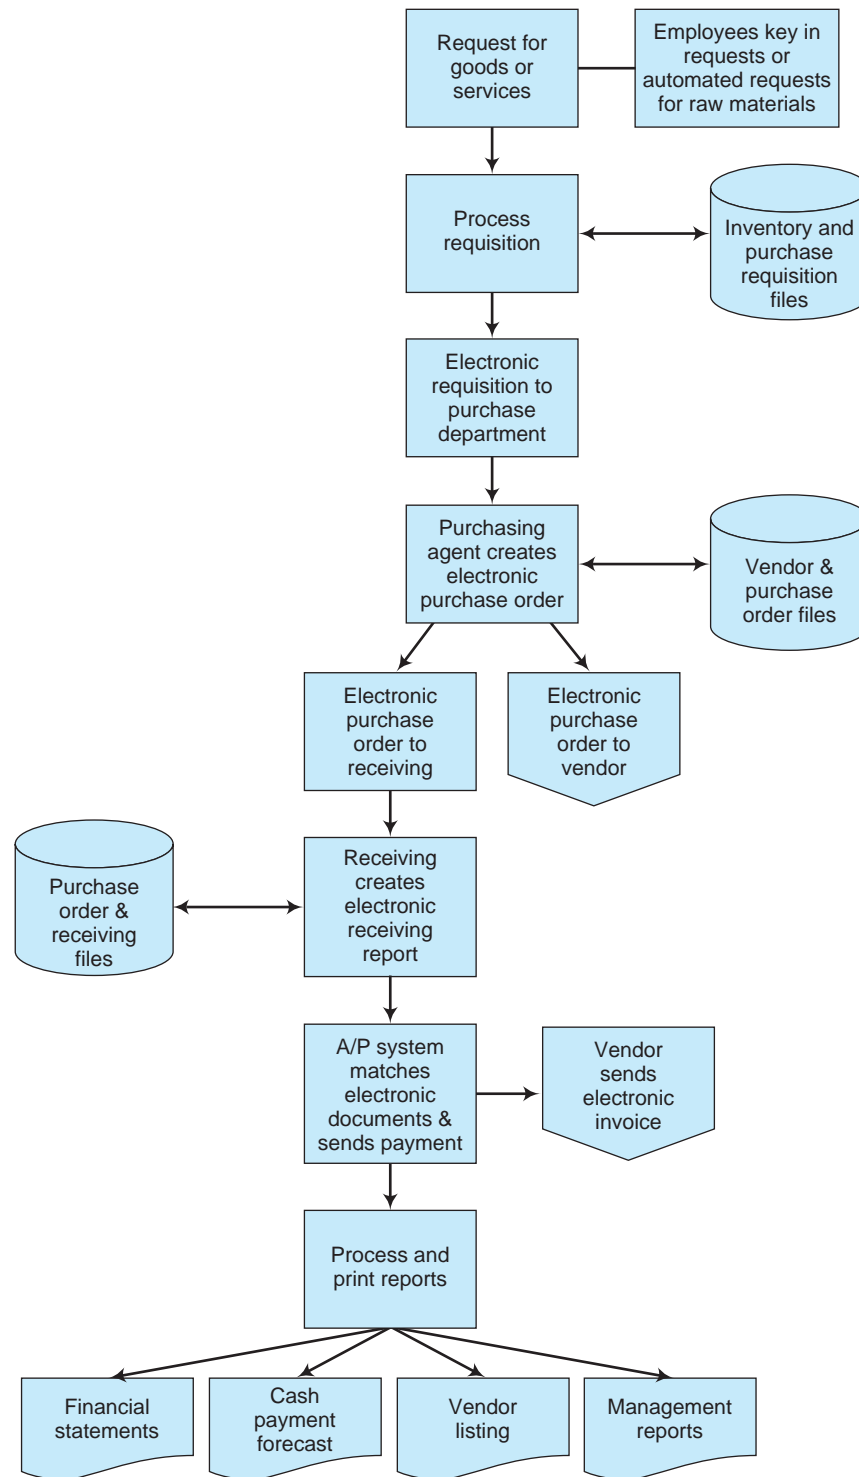 Request for
goods or
services
Employees key in
requests or
automated requests
for raw materials
Process
requisition
Inventory and
purchase
requisition
files
Electronic
requisition to
purchase
department
Purchasing
agent creates
electronic
purchase order
Vendor &
purchase
order files
Electronic
purchase
order to
receiving
Electronic
purchase
order to
vendor
Purchase
order &
receiving
files
Receiving
creates
electronic
receiving
report
A/P system
matches
electronic
documents &
sends payment
Vendor
sends
electronic
invoice
Process and
print reports
Financial
statements
Cash
payment
forecast
Vendor
listing
Management
reports